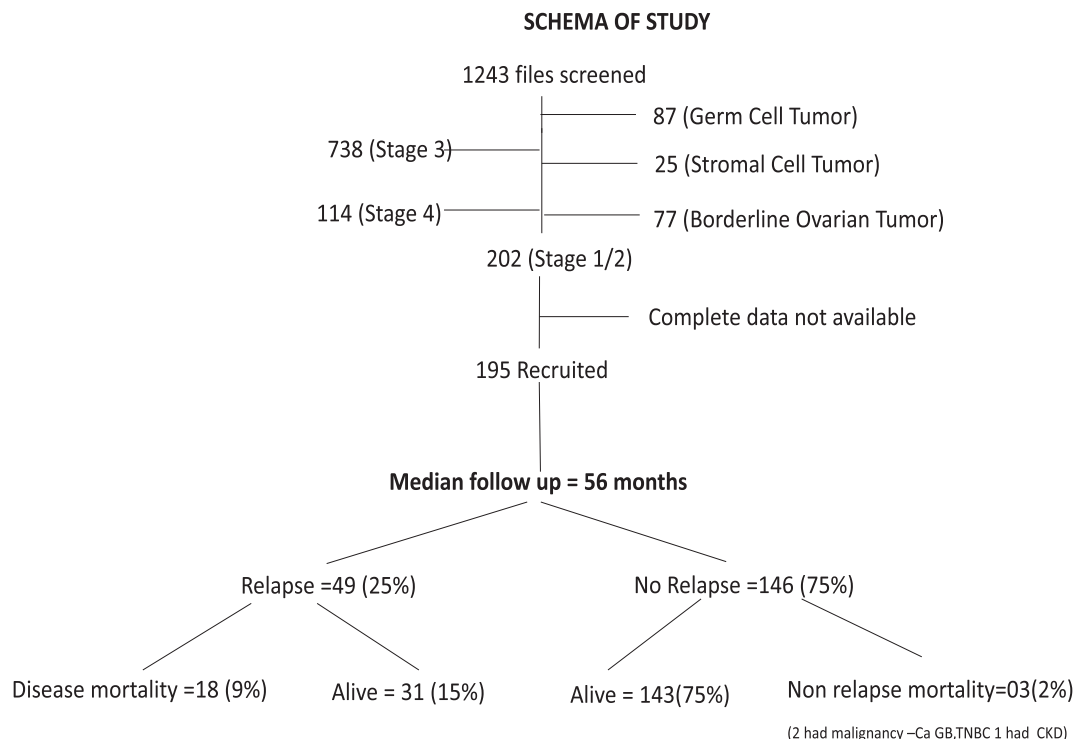 SCHEMA OF STUDY
1243 files screened
87 (Germ Cell Tumor)
738 (Stage 3)
25 (Stromal Cell Tumor)
114 (Stage 4)
77 (Borderline Ovarian Tumor)
202 (Stage 1/2)
Complete data not available
195 Recruited
Median follow up = 56 months
Relapse =49 (25%)
No Relapse =146 (75%)
Disease mortality =18 (9%)
Alive = 31 (15%)
Alive = 143(75%)
Non relapse mortality=03(2%)
(2 had malignancy –Ca GB,TNBC 1 had CKD)